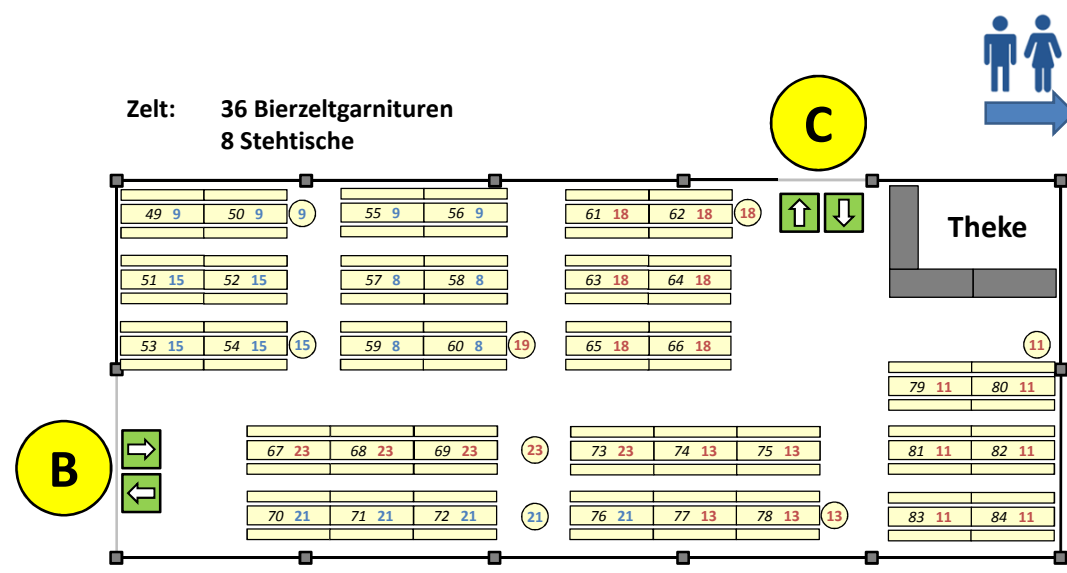 C
Zelt: 36 Bierzeltgarnituren
8 Stehtische
49 9 50 9 9 55 9 56 9 61 18 62 18 18
Theke
51 15 52 15 57 8 58 8 63 18 64 18
53 15 54 15 15 59 8 60 8 19 65 18 66 18 11
79 11 80 11
B
67 23 68 23 69 23 23 73 23 74 13 75 13 81 11 82 11
70 21 71 21 72 21 21 76 21 77 13 78 13 13 83 11 84 11